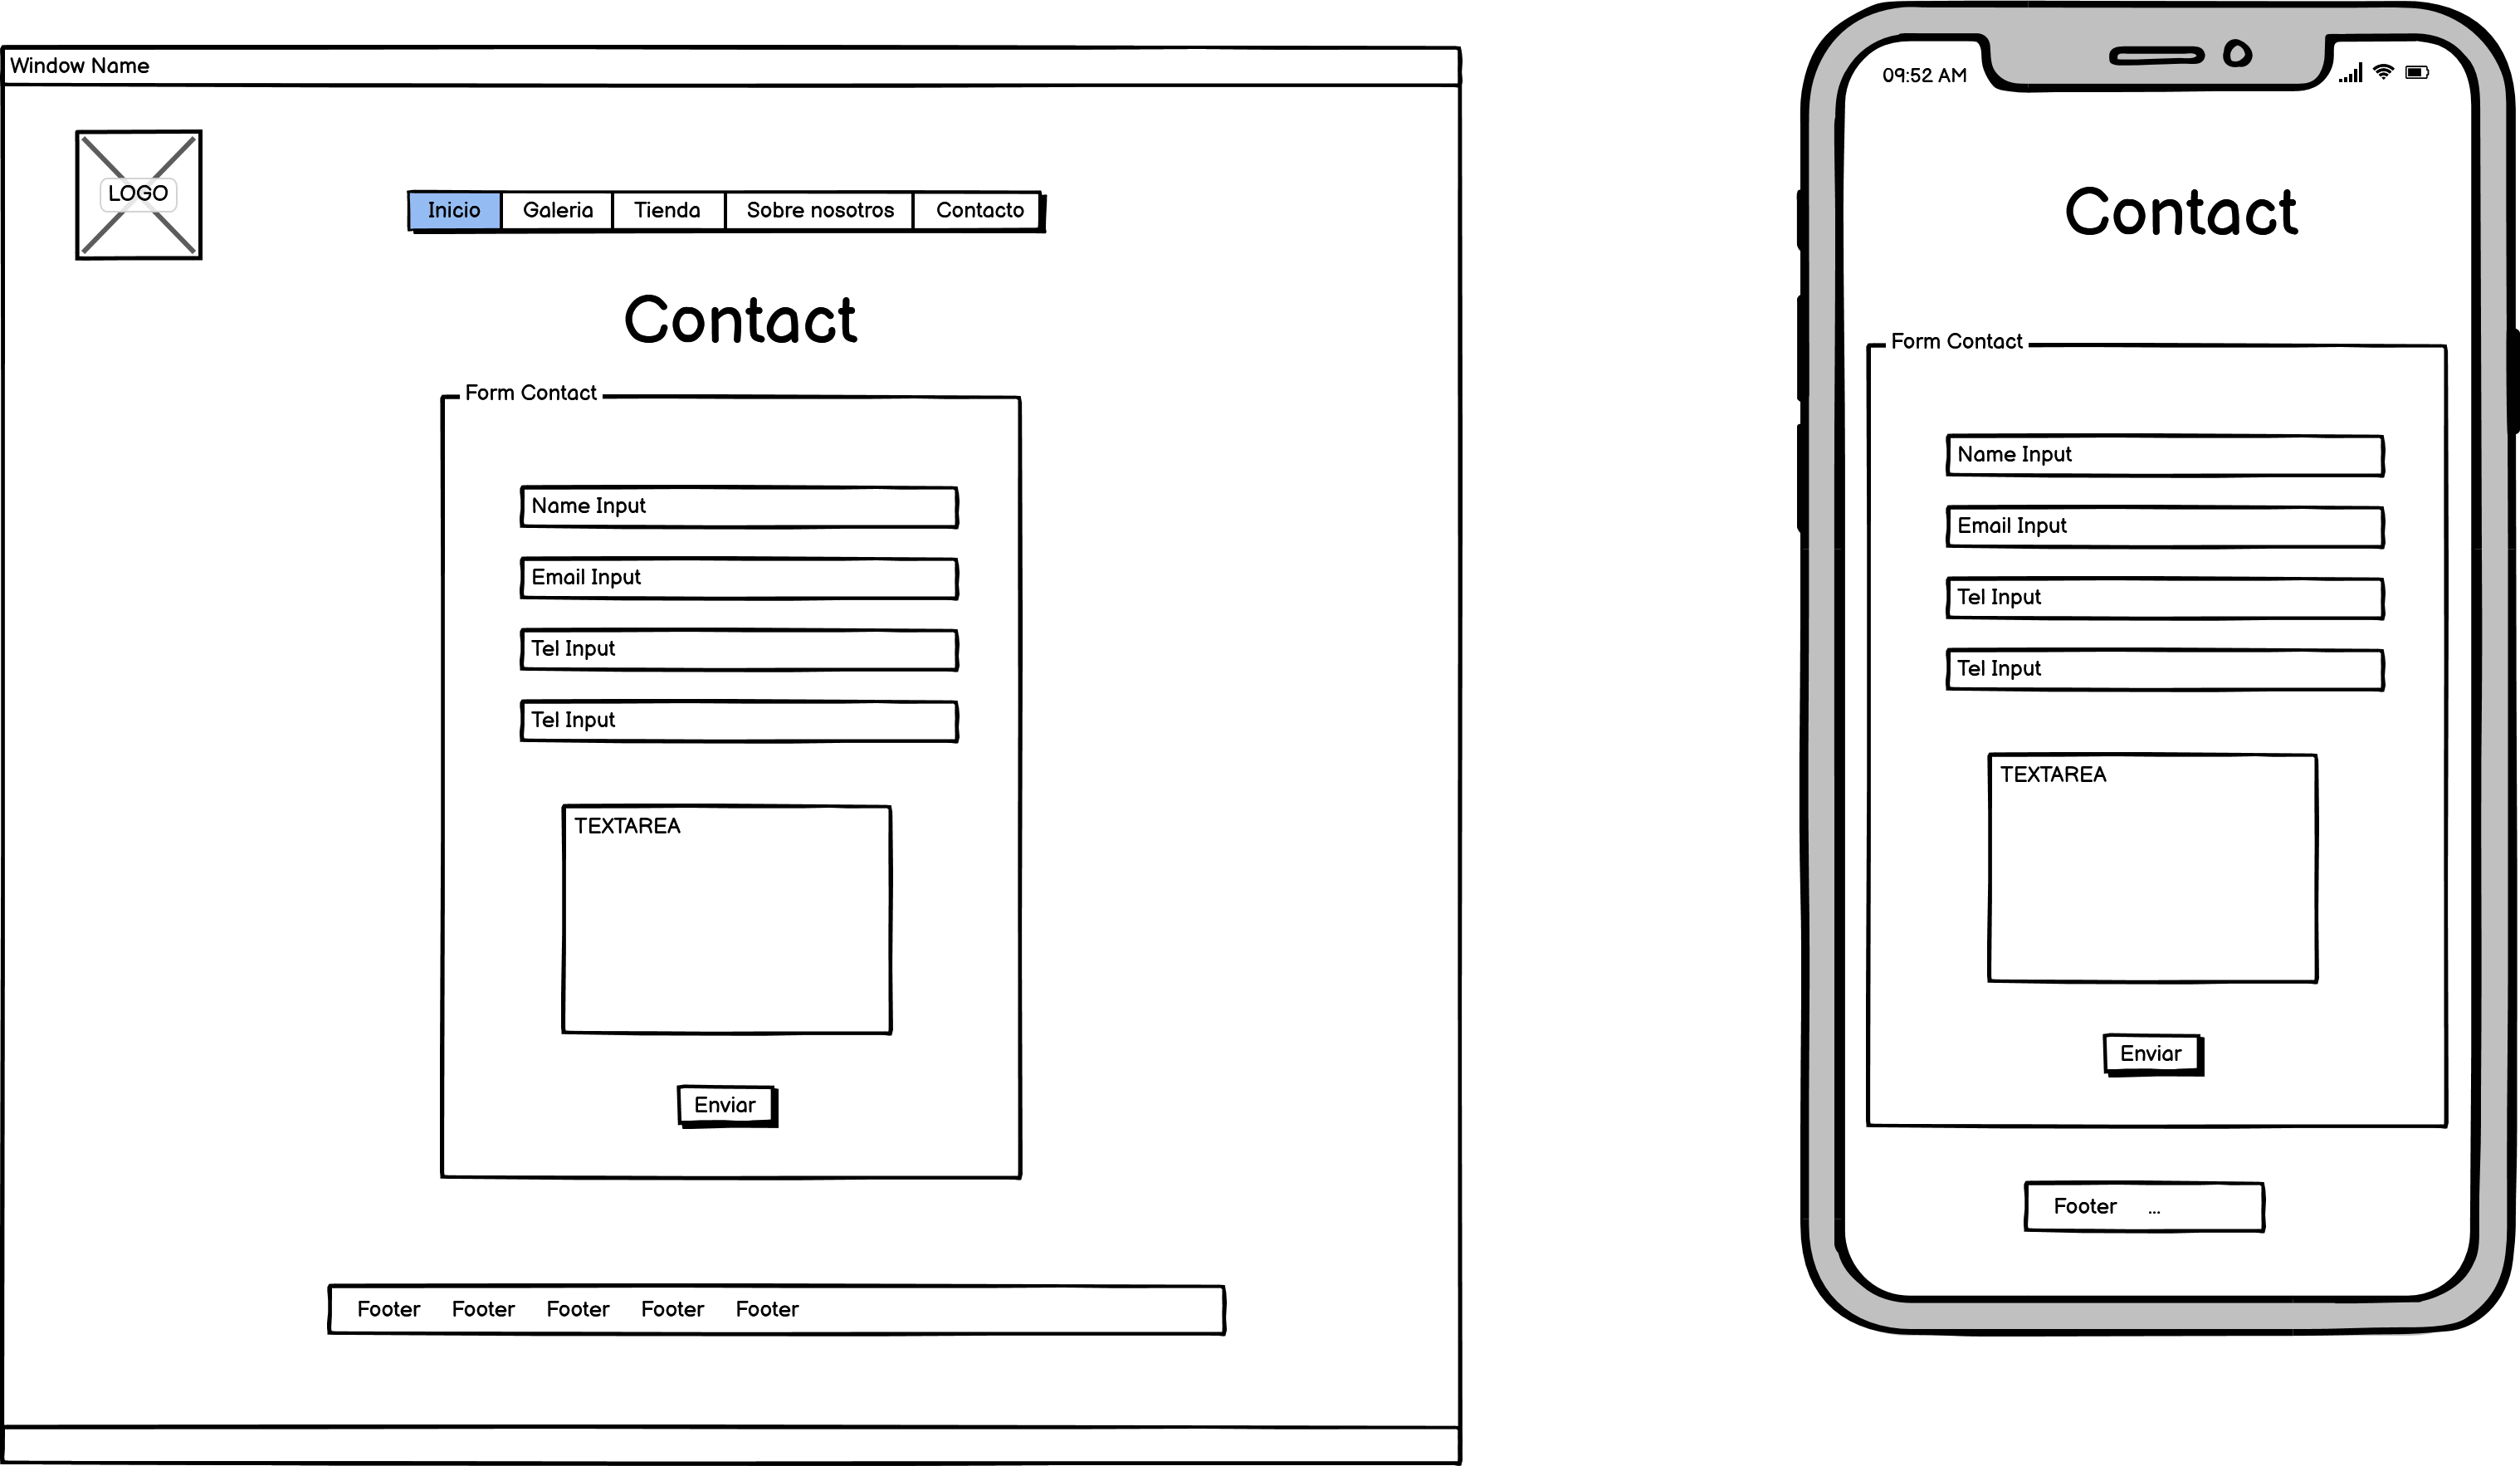 Window Name
LOGO
Inicio Galeria Tienda Sobre nosotros Contacto
Contact
Form Contact
Name Input
Email Input
Tel Input
Tel Input
TEXTAREA
Enviar
Footer Footer Footer Footer Footer
09:52 AM
Contact
Form Contact
Name Input
Email Input
Tel Input
Tel Input
TEXTAREA
Enviar
Footer ...